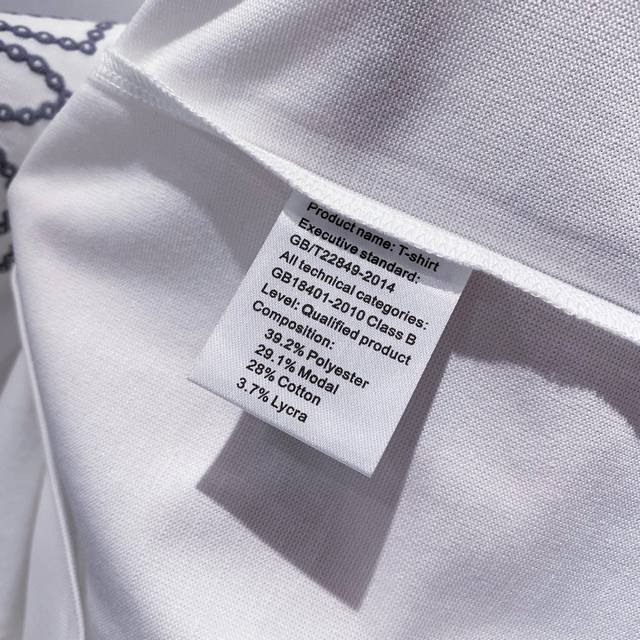 Product name: T-shirt
Executive standard:
GB/T22849-2014
All technical categories:
GB18401-2010 Class B
Level: Qualified product
Composition:
39.2% Polyester
29.1% Modal
28% Cotton
3.7% Lycra